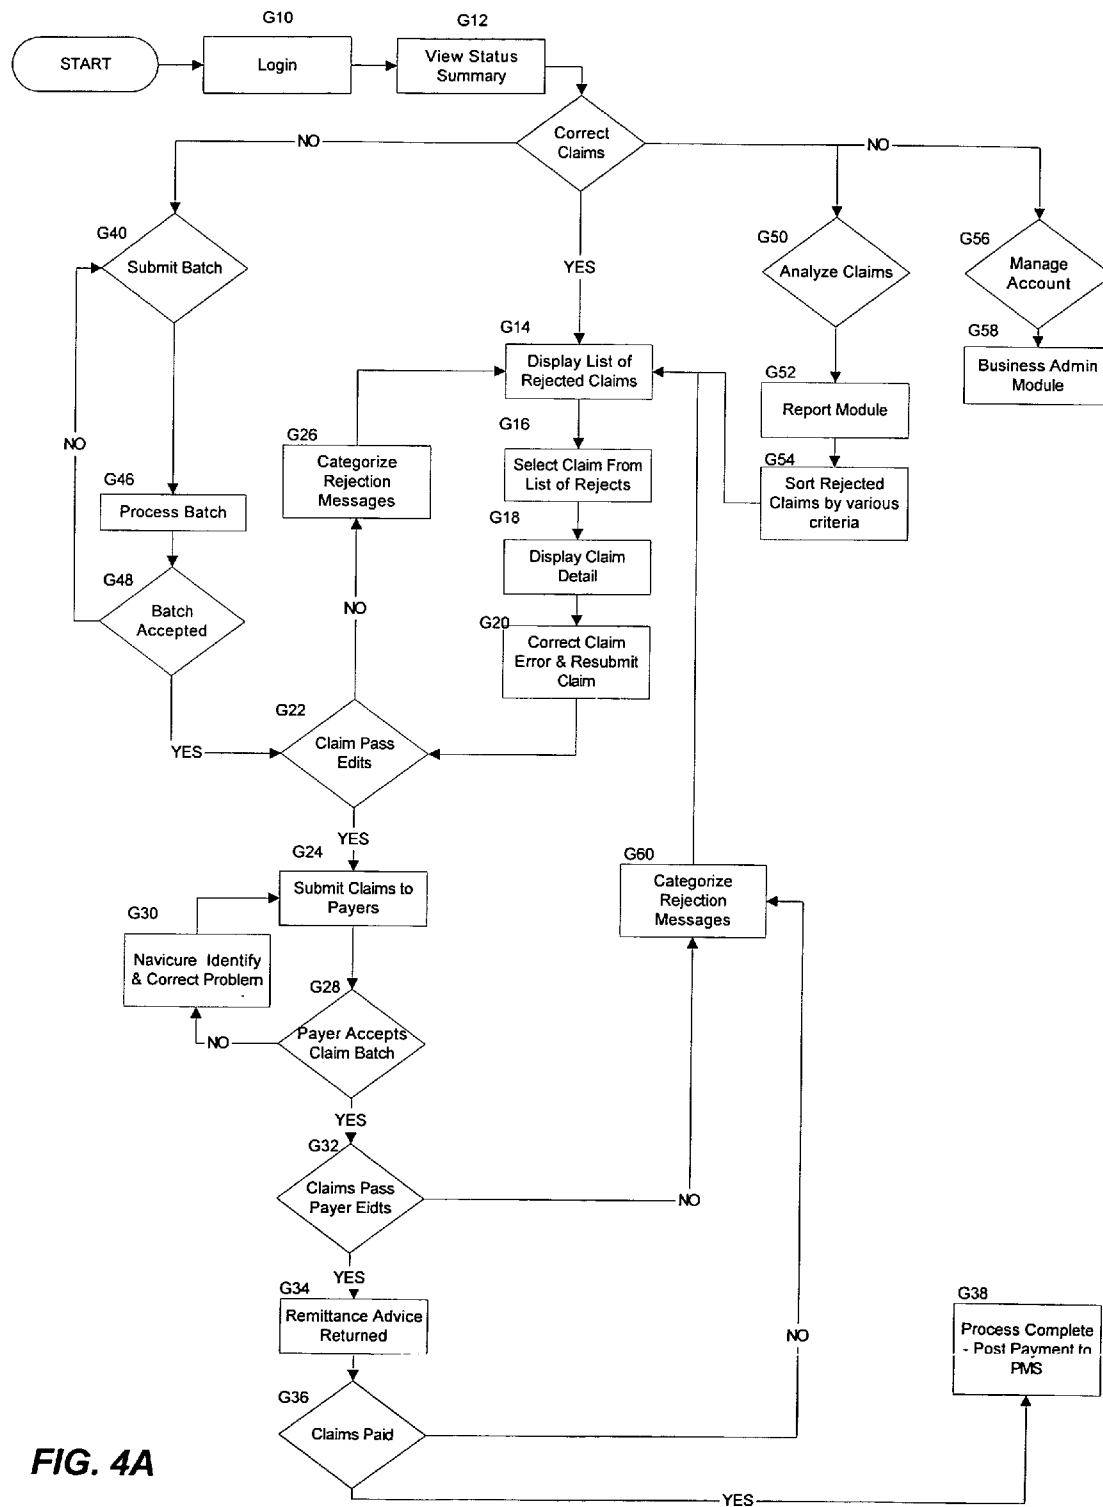 G10
G12
START
Login
View Status
Summary
Correct
Claims
NO
NO
G40
Submit Batch
YES
G50
Analyze Claims
G56
Manage
Account
G14
Display List of
Rejected Claims
G58
Business Admin
Module
G52
Report Module
NO
G26
Categorize
Rejection
Messages
G16
Select Claim From
List of Rejects
G54
Sort Rejected
Claims by various
criteria
G46
Process Batch
G18
Display Claim
Detail
G48
Batch
Accepted
NO
G20
Correct Claim
Error & Resubmit
Claim
G22
Claim Pass
Edits
YES
YES
G24
Submit Claims to
Payers
G60
Categorize
Rejection
Messages
G30
Navicure Identify
& Correct Problem
G28
Payer Accepts
Claim Batch
NO
YES
G32
Claims Pass
Payer Eidts
NO
YES
G34
Remittance Advice
Returned
NO
G38
Process Complete
- Post Payment to
PMS
G36
Claims Paid
YES
FIG. 4A